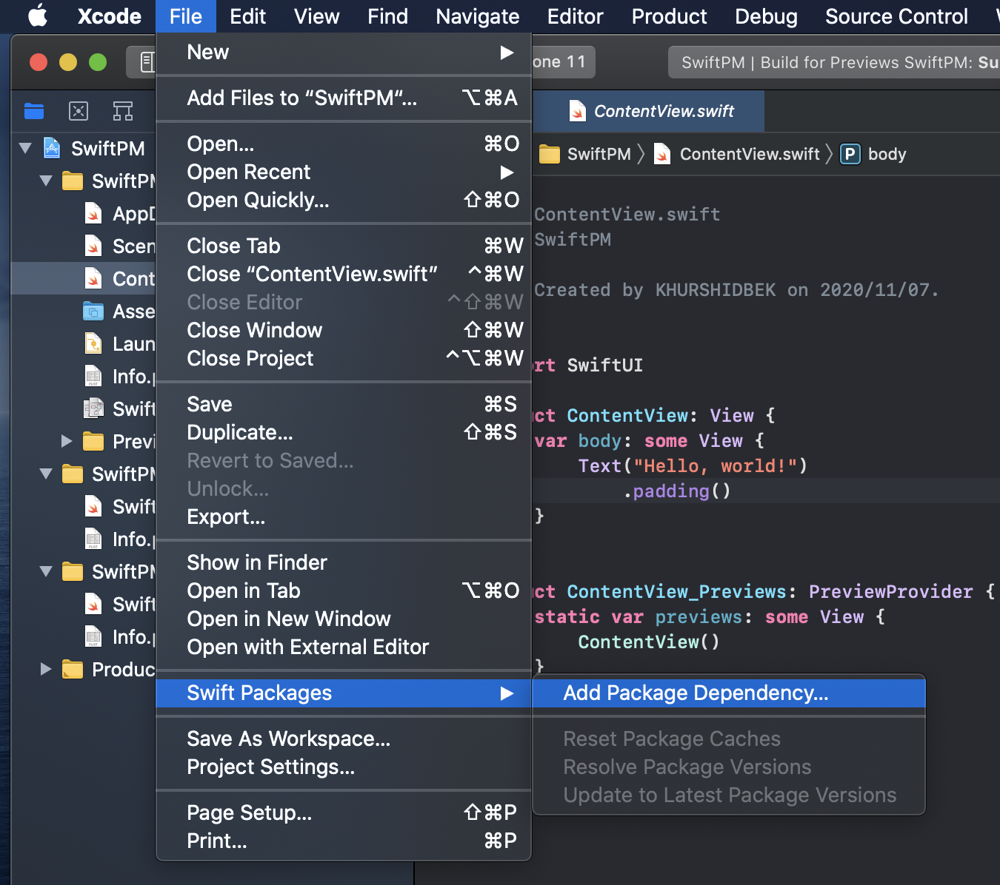 Xcode File Edit View Find Navigate Editor Product Debug Source Control
one 11
SwiftPM | Build for Previews SwiftPM: Su
ContentView.swift
SwiftPM 〉 ContentView.swift 〉 P body
SwiftPM
SwiftPM
AppD
Scen
Cont
Asse
Laun
Info.p
Swift
Previ
SwiftPM
Swift
Info.p
SwiftPM
Swift
Info.p
Produc
New ▶
Add Files to “SwiftPM“... ⌥⌘A
Open... ⌘O
Open Recent ▶
Open Quickly... ⇧⌘O
Close Tab ⌘W
Close “ContentView.swift” ^⌘W
Close Editor ^⇧⌘W
Close Window ⇧⌘W
Close Project ^⌥⌘W
Save ⌘S
Duplicate... ⇧⌘S
Revert to Saved...
Unlock...
Export...
Show in Finder
Open in Tab ⌥⌘O
Open in New Window
Open with External Editor
Swift Packages ▶
Save As Workspace...
Project Settings...
Page Setup... ⇧⌘P
Print... ⌘P
Add Package Dependency...
Reset Package Caches
Resolve Package Versions
Update to Latest Package Versions
ContentView.swift
SwiftPM
Created by KHURSHIDBEK on 2020/11/07.
rt SwiftUI
ct ContentView: View {
var body: some View {
Text("Hello, world!")
.padding()
}
ct ContentView_Previews: PreviewProvider {
static var previews: some View {
ContentView()
}